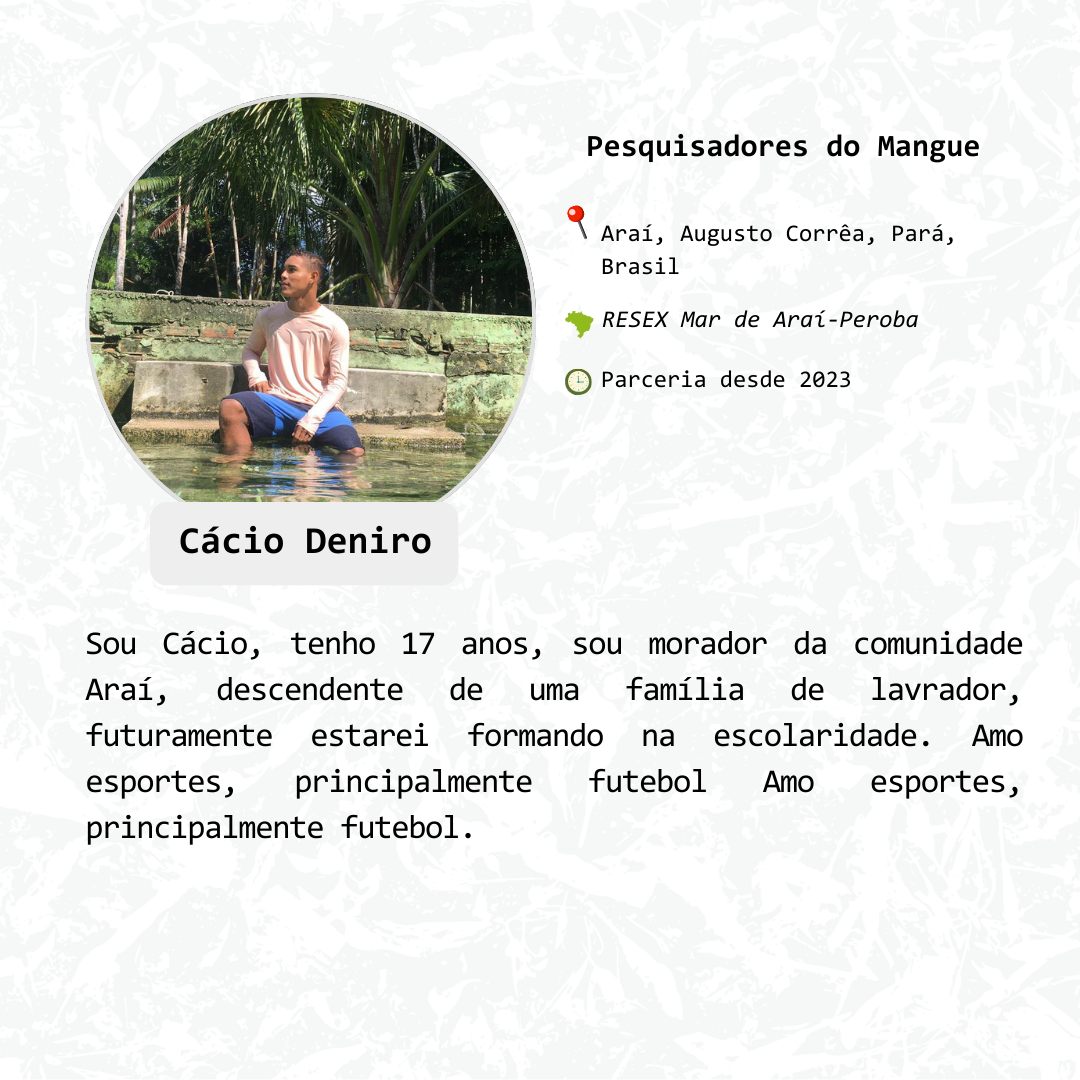 Pesquisadores do Mangue
Araí, Augusto Corrêa, Pará,
Brasil
RESEX Mar de Araí-Peroba
Parceria desde 2023
Cácio Deniro
Sou Cácio, tenho 17 anos, sou morador da comunidade
Araí, descendente de uma família de lavrador,
futuramente estarei formando na escolaridade. Amo
esportes, principalmente futebol Amo esportes,
principalmente futebol.